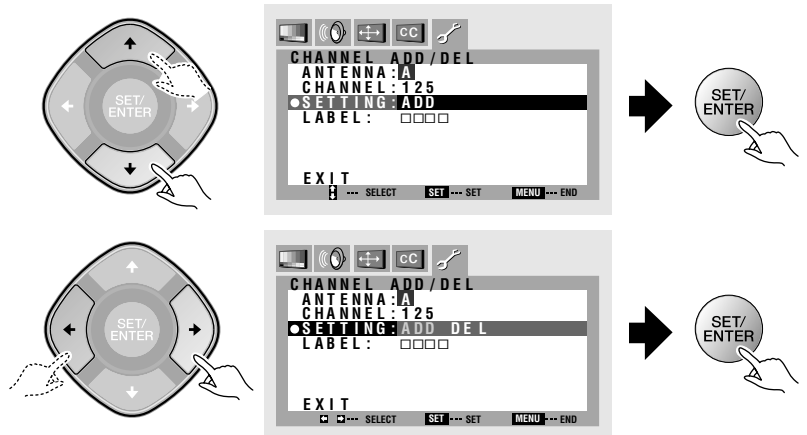 SET/
ENTER
CC
CHANNEL ADD/DEL
ANTENNA:A
CHANNEL:125
●SETTING:ADD
LABEL: □□□□
EXIT
--- SELECT SET --- SET MENU --- END
SET/
ENTER
SET/
ENTER
CC
CHANNEL ADD/DEL
ANTENNA:A
CHANNEL:125
●SETTING:ADD DEL
LABEL: □□□□
EXIT
--- SELECT SET --- SET MENU --- END
SET/
ENTER